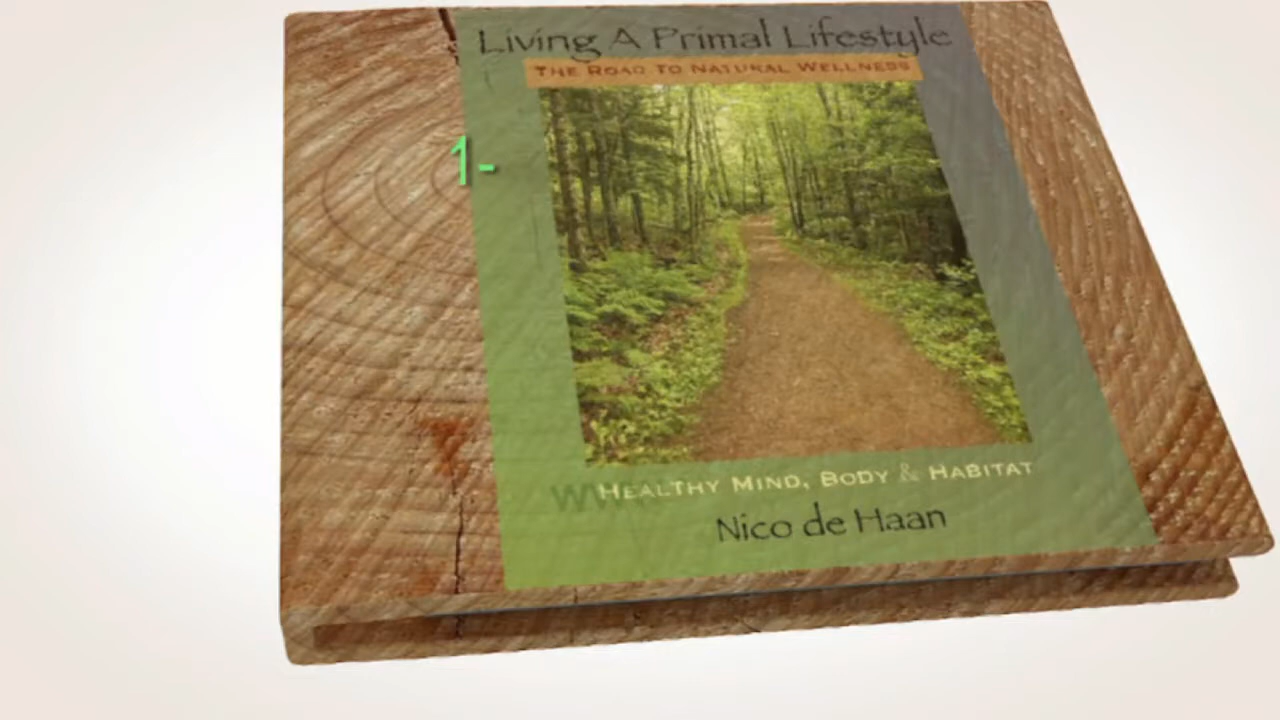 Living A Primal Lifestyle
The Road To Natural Wellness
1-
Healthy Mind, Body & Habitat
Nico de Haan